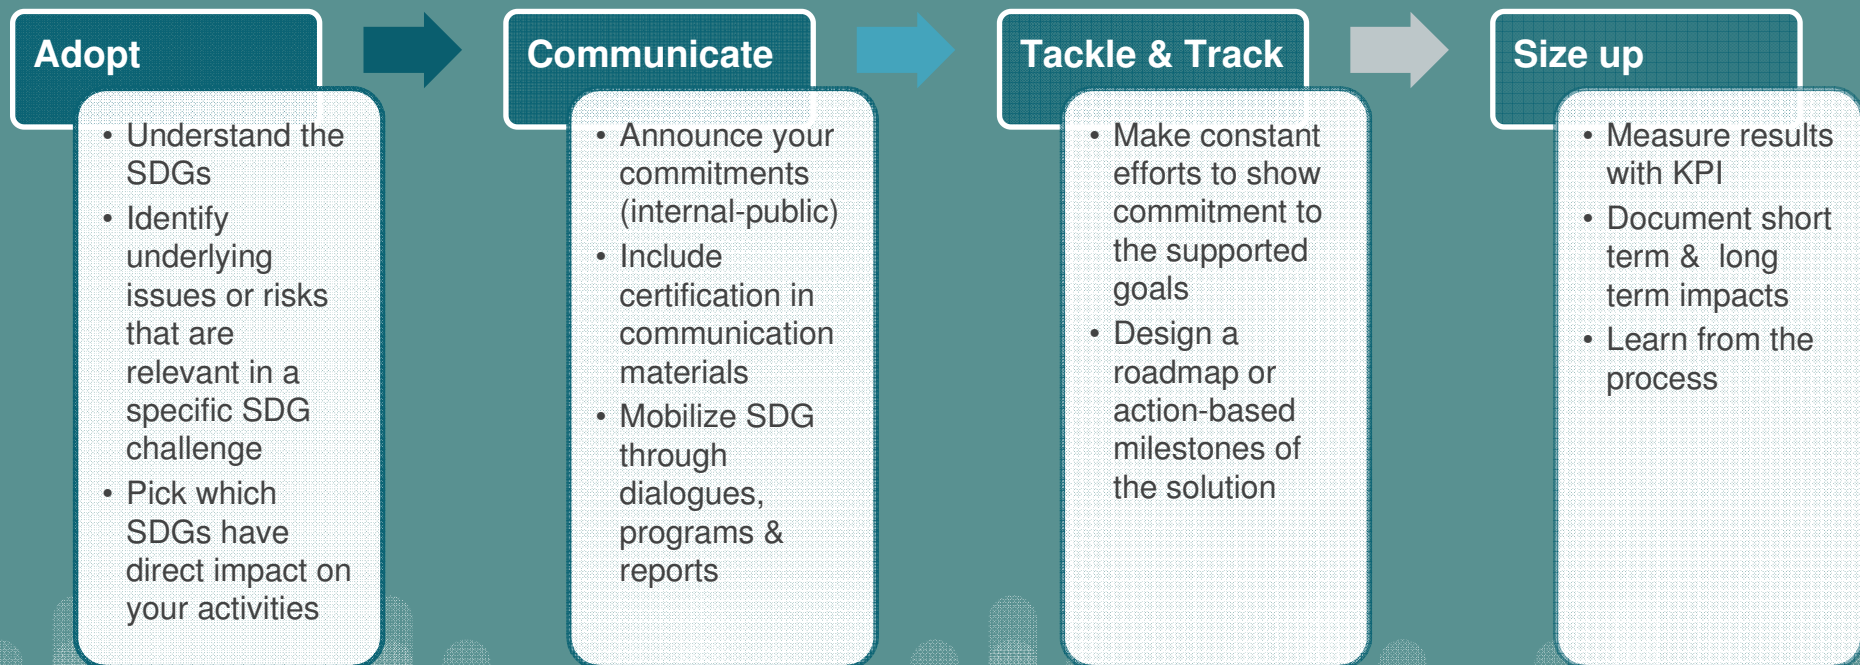 Adopt
• Understand the
SDGs
• Identify
underlying
issues or risks
that are
relevant in a
specific SDG
challenge
• Pick which
SDGs have
direct impact on
your activities
Communicate
• Announce your
commitments
(internal-public)
• Include
certification in
communication
materials
• Mobilize SDG
through
dialogues,
programs &
reports
Tackle & Track
• Make constant
efforts to show
commitment to
the supported
goals
• Design a
roadmap or
action-based
milestones of
the solution
Size up
• Measure results
with KPI
• Document short
term &  long
term impacts
• Learn from the
process